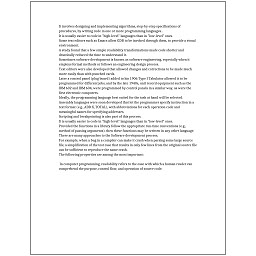 It involves designing and implementing algorithms, step-by-step specifications of
procedures, by writing code in one or more programming languages.
It is usually easier to code in "high-level" languages than in "low-level" ones.
Some text editors such as Emacs allow GDB to be invoked through them, to provide a visual
environment.
A study found that a few simple readability transformations made code shorter and
drastically reduced the time to understand it.
Sometimes software development is known as software engineering, especially when it
employs formal methods or follows an engineering design process.
Text editors were also developed that allowed changes and corrections to be made much
more easily than with punched cards.
Later a control panel (plug board) added to his 1906 Type I Tabulator allowed it to be
programmed for different jobs, and by the late 1940s, unit record equipment such as the
IBM 602 and IBM 604, were programmed by control panels in a similar way, as were the
first electronic computers.
Ideally, the programming language best suited for the task at hand will be selected.
Assembly languages were soon developed that let the programmer specify instruction in a
text format (e.g., ADD X, TOTAL), with abbreviations for each operation code and
meaningful names for specifying addresses.
Scripting and breakpointing is also part of this process.
It is usually easier to code in "high-level" languages than in "low-level" ones.
Provided the functions in a library follow the appropriate run-time conventions (e.g.,
method of passing arguments), then these functions may be written in any other language.
There are many approaches to the Software development process.
For example, when a bug in a compiler can make it crash when parsing some large source
file, a simplification of the test case that results in only few lines from the original source file
can be sufficient to reproduce the same crash.
The following properties are among the most important:
In computer programming, readability refers to the ease with which a human reader can
comprehend the purpose, control flow, and operation of source code.